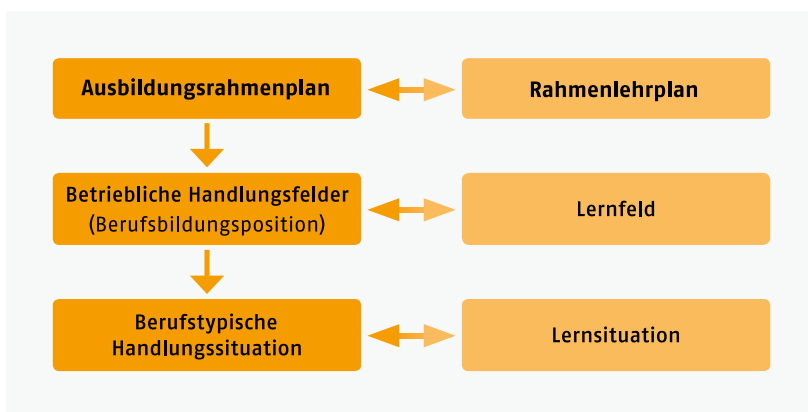 Ausbildungsrahmenplan
Rahmenlehrplan
Betriebliche Handlungsfelder
(Berufsbildungsposition)
Lernfeld
Berufstypische
Handlungssituation
Lernsituation